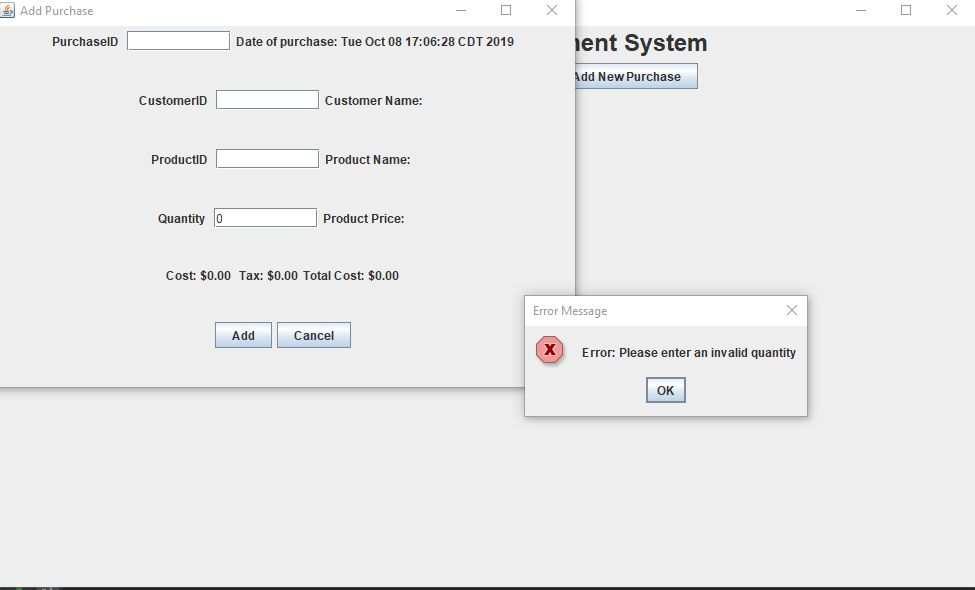 Add Purchase
PurchaseID Date of purchase: Tue Oct 08 17:06:28 CDT 2019
System
Add New Purchase
CustomerID Customer Name:
ProductID Product Name:
Quantity 0 Product Price:
Cost: $0.00 Tax: $0.00 Total Cost: $0.00
Add Cancel
Error Message
X
Error: Please enter an invalid quantity
OK